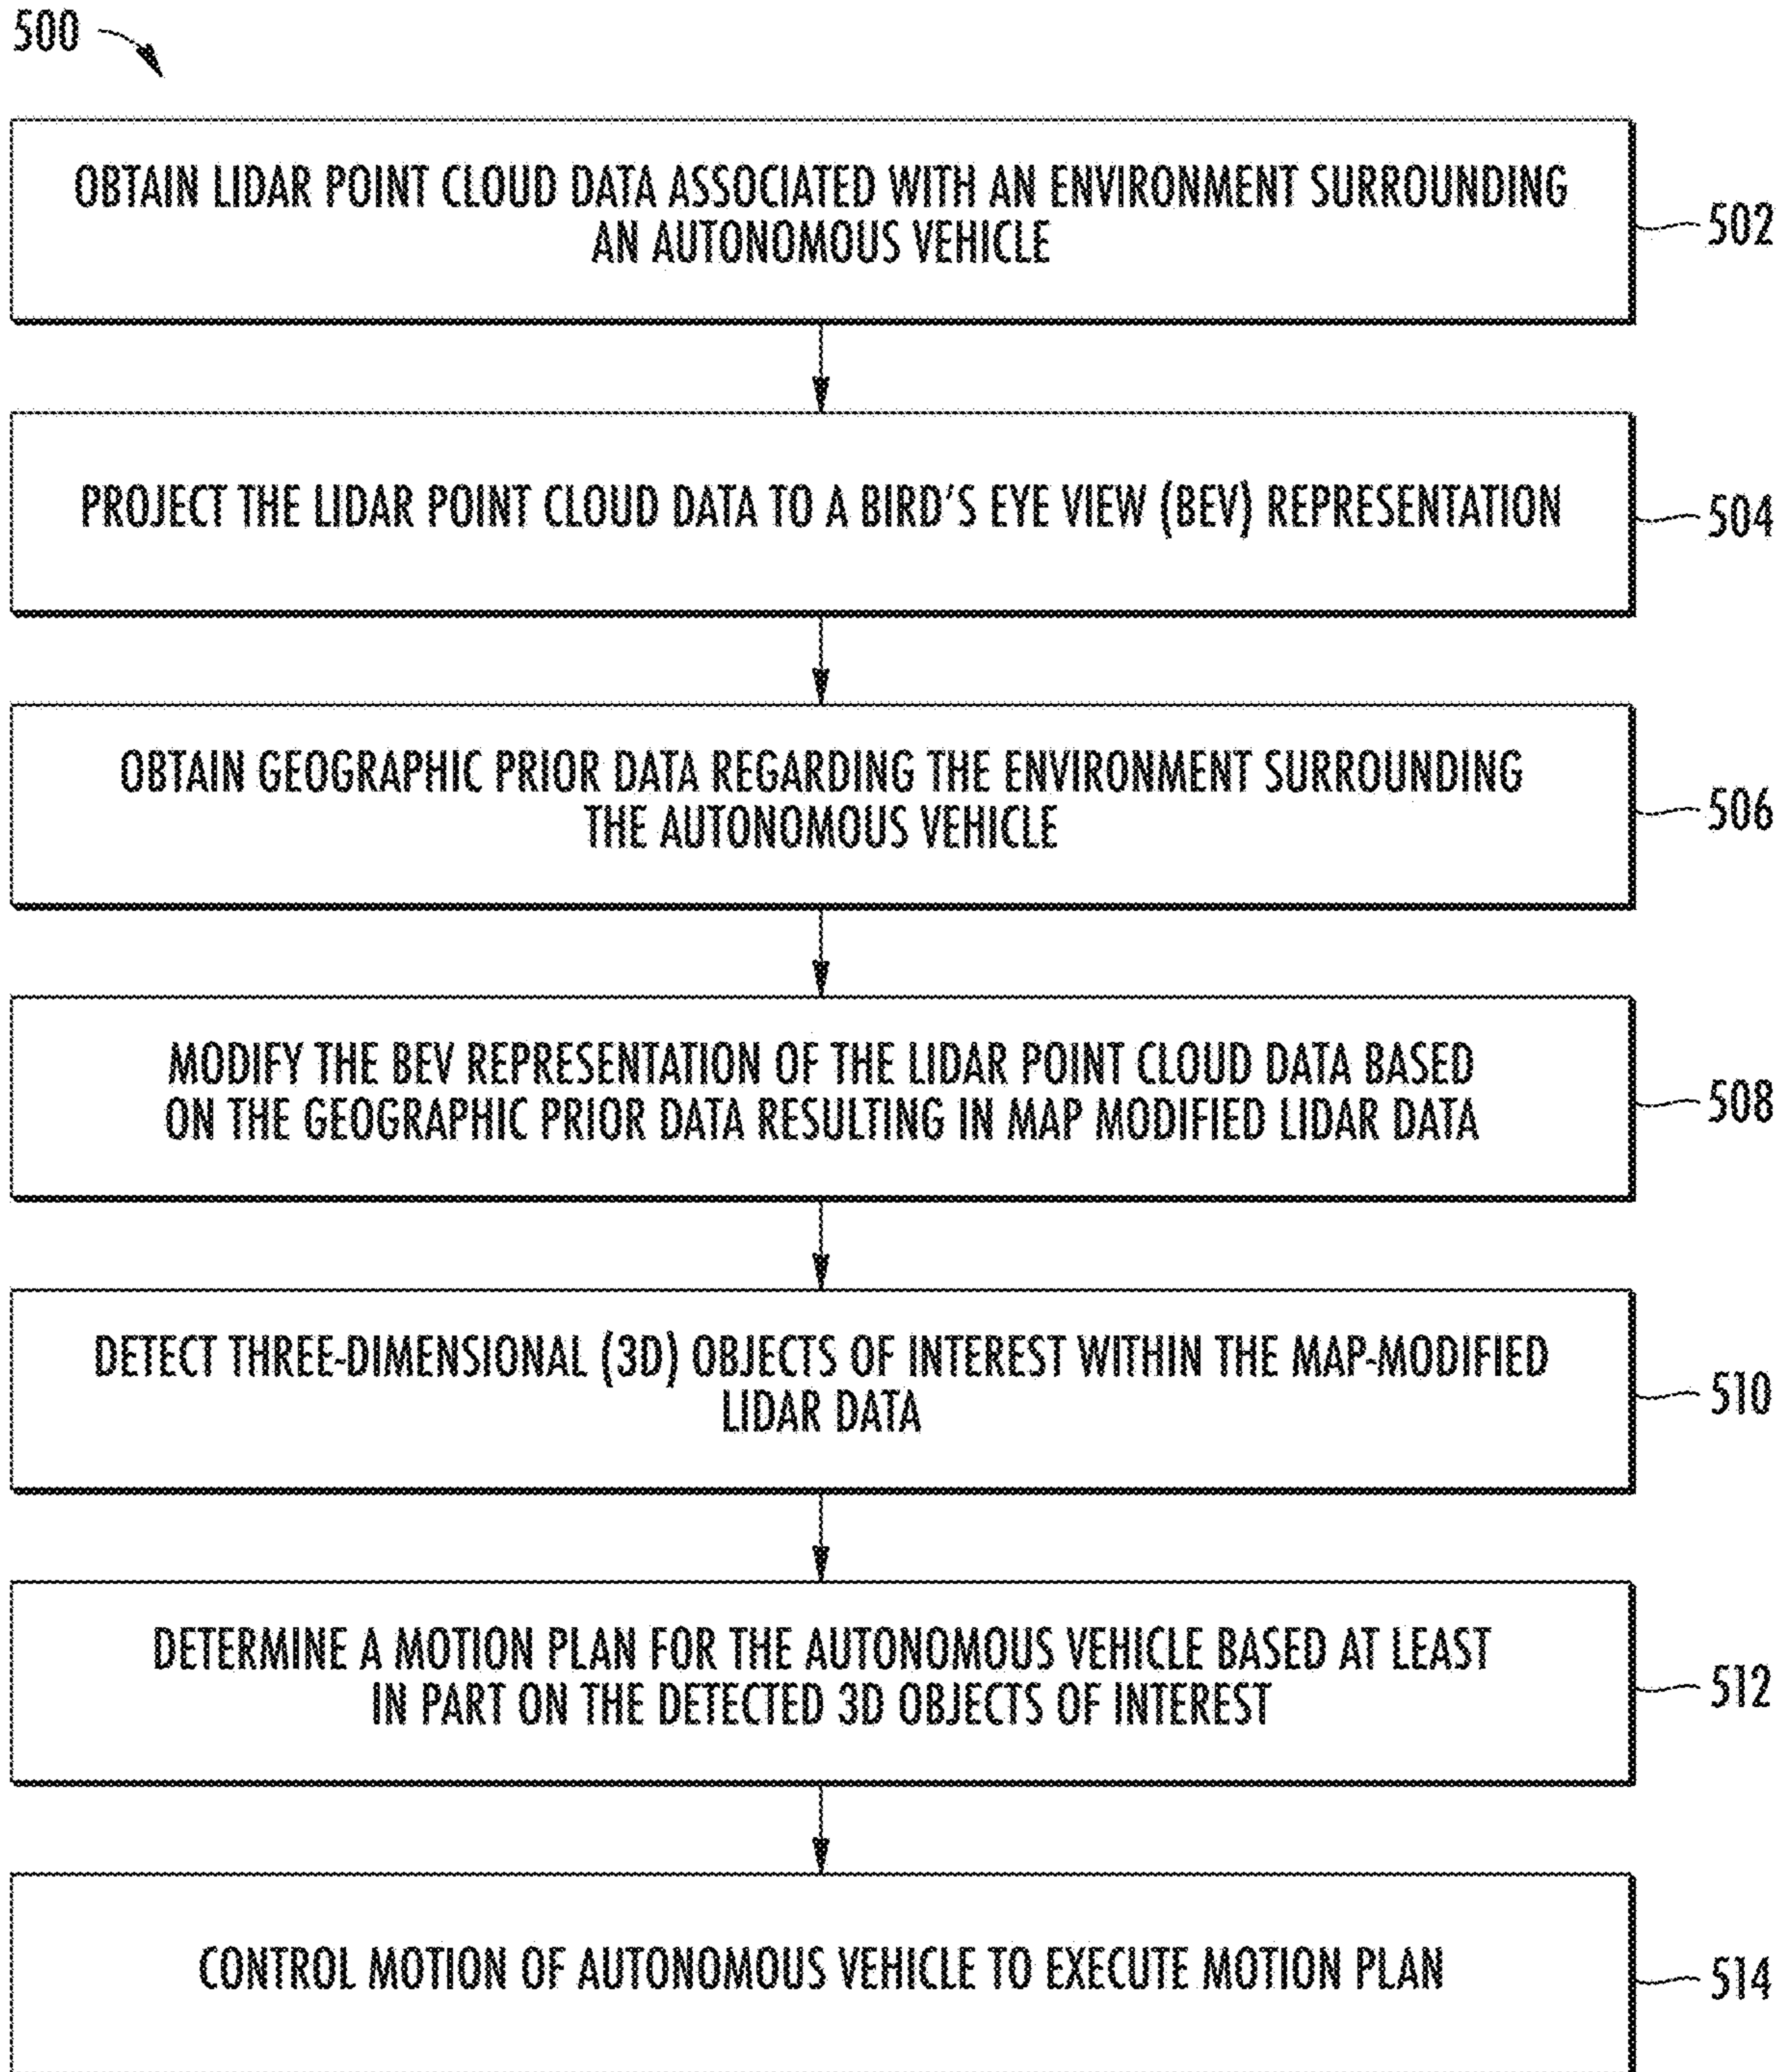 500
OBTAIN LIDAR POINT CLOUD DATA ASSOCIATED WITH AN ENVIRONMENT SURROUNDING
AN AUTONOMOUS VEHICLE
502
PROJECT THE LIDAR POINT CLOUD DATA TO A BIRD'S EYE VIEW (BEV) REPRESENTATION
504
OBTAIN GEOGRAPHIC PRIOR DATA REGARDING THE ENVIRONMENT SURROUNDING
THE AUTONOMOUS VEHICLE
506
MODIFY THE BEV REPRESENTATION OF THE LIDAR POINT CLOUD DATA BASED
ON THE GEOGRAPHIC PRIOR DATA RESULTING IN MAP MODIFIED LIDAR DATA
508
DETECT THREE-DIMENSIONAL (3D) OBJECTS OF INTEREST WITHIN THE MAP-MODIFIED
LIDAR DATA
510
DETERMINE A MOTION PLAN FOR THE AUTONOMOUS VEHICLE BASED AT LEAST
IN PART ON THE DETECTED 3D OBJECTS OF INTEREST
512
CONTROL MOTION OF AUTONOMOUS VEHICLE TO EXECUTE MOTION PLAN
514